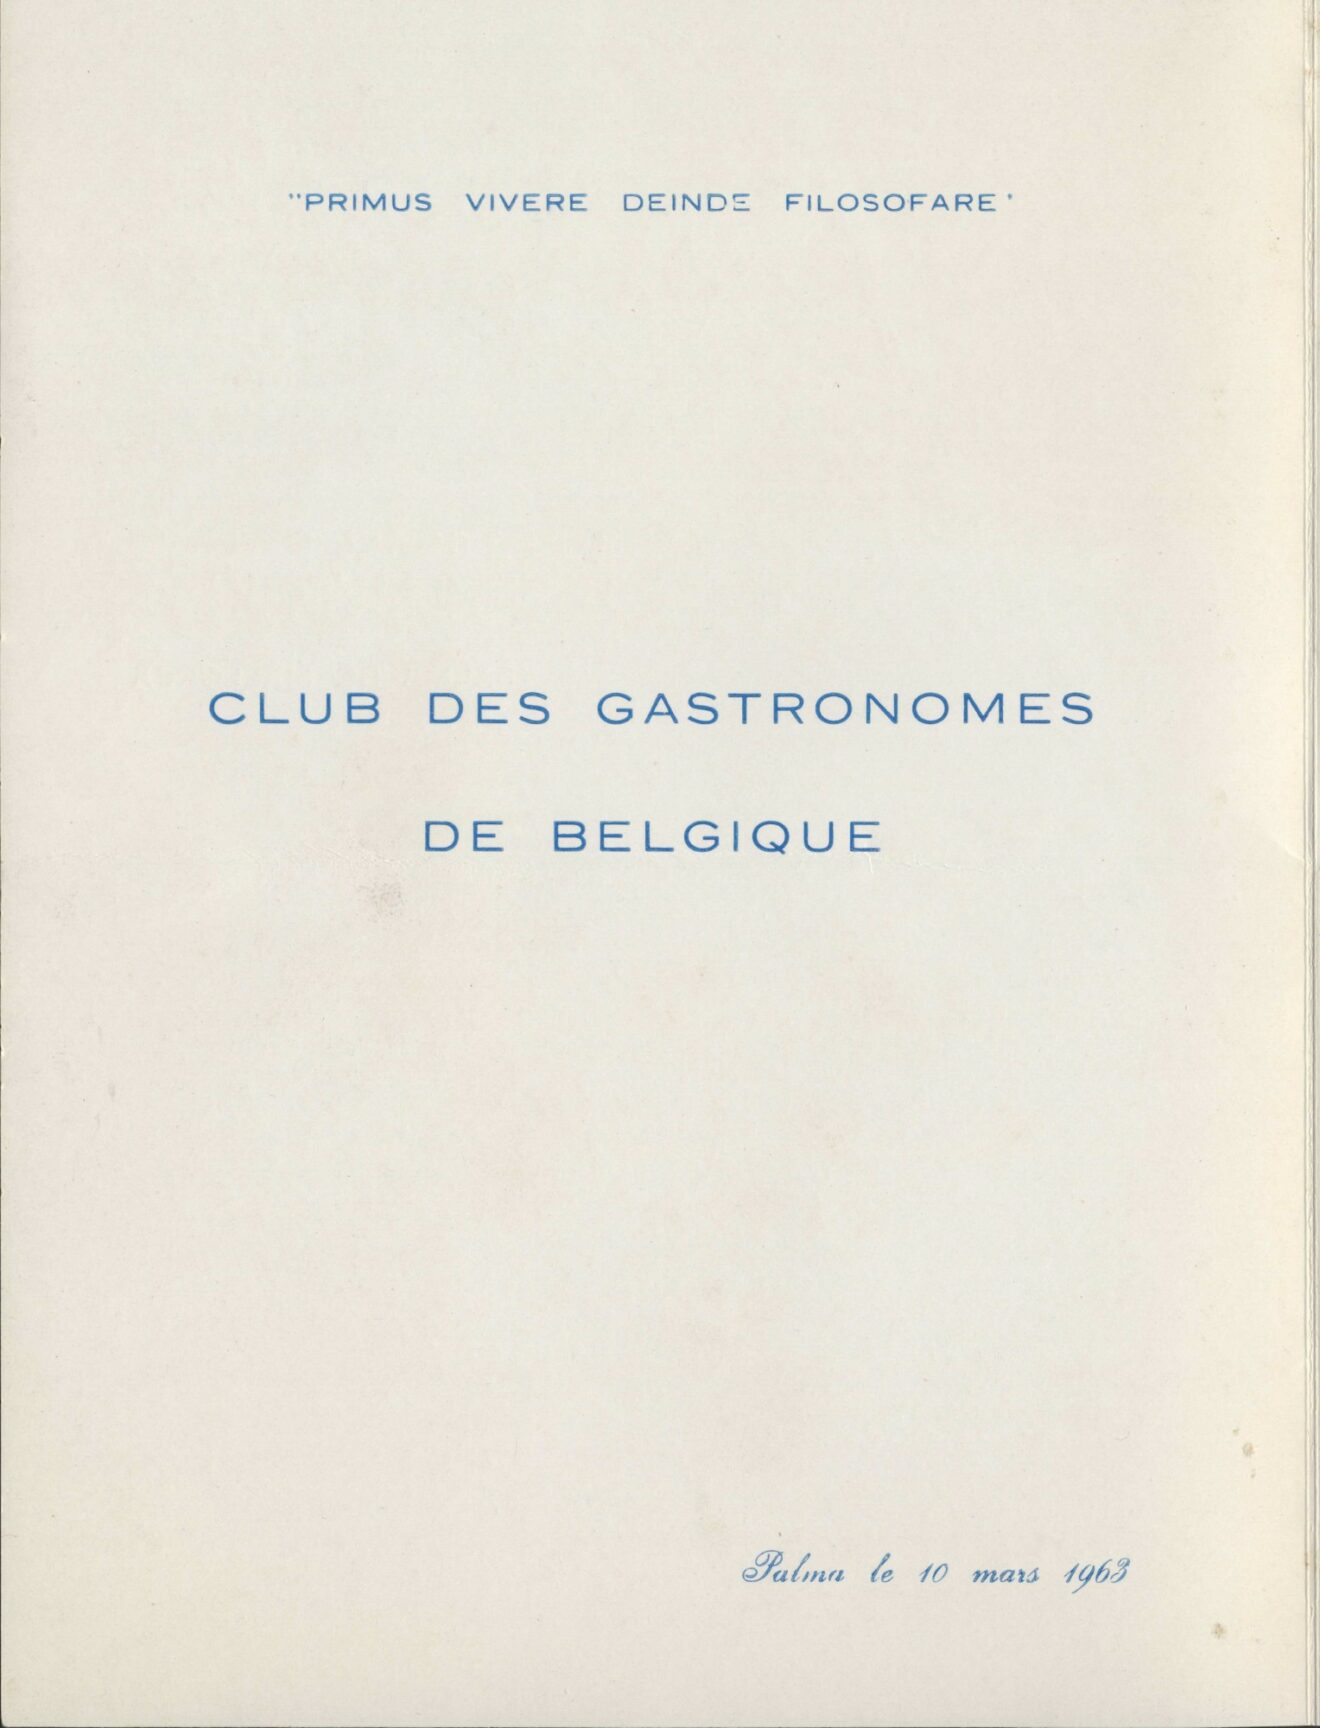 "PRIMUS VIVERE DEINDE FILOSOFARE"
CLUB DES GASTRONOMES
DE BELGIQUE
Palma le 10 mars 1963